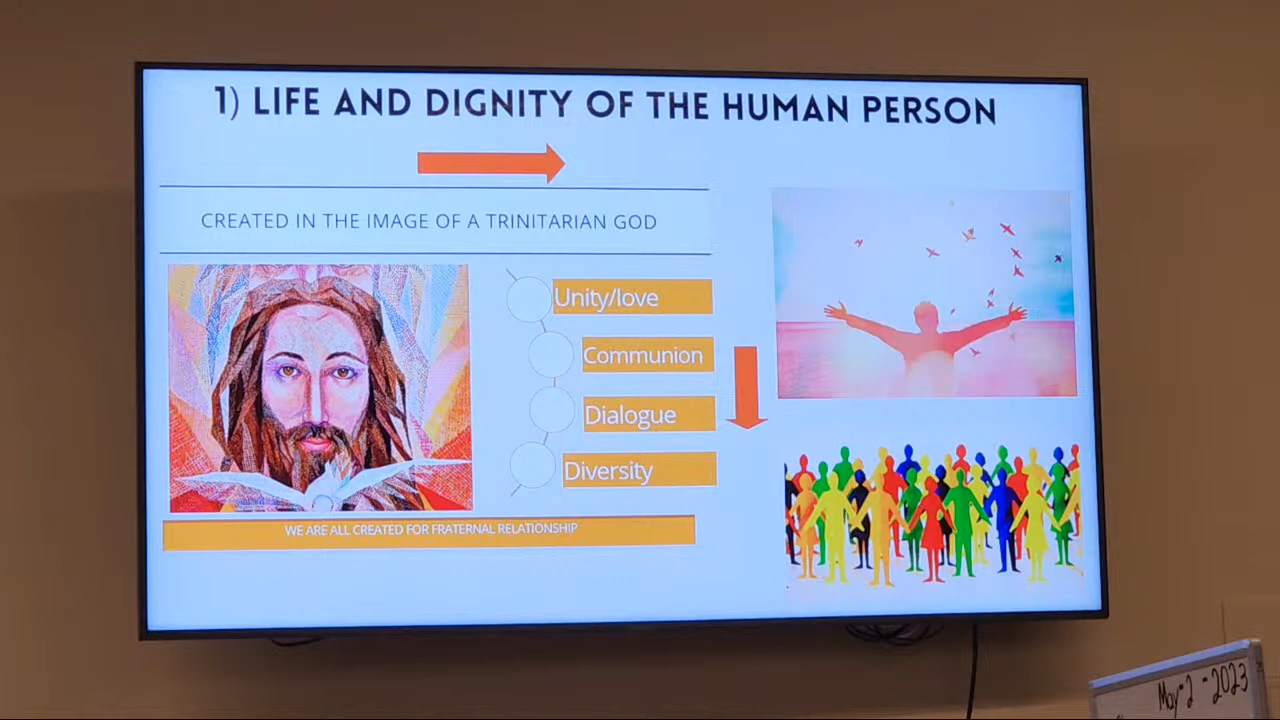 1) LIFE AND DIGNITY OF THE HUMAN PERSON
CREATED IN THE IMAGE OF A TRINITARIAN GOD
Unity/love
Communion
Dialogue
Diversity
WE ARE ALL CREATED FOR FRATERNAL RELATIONSHIP
May-2-2023